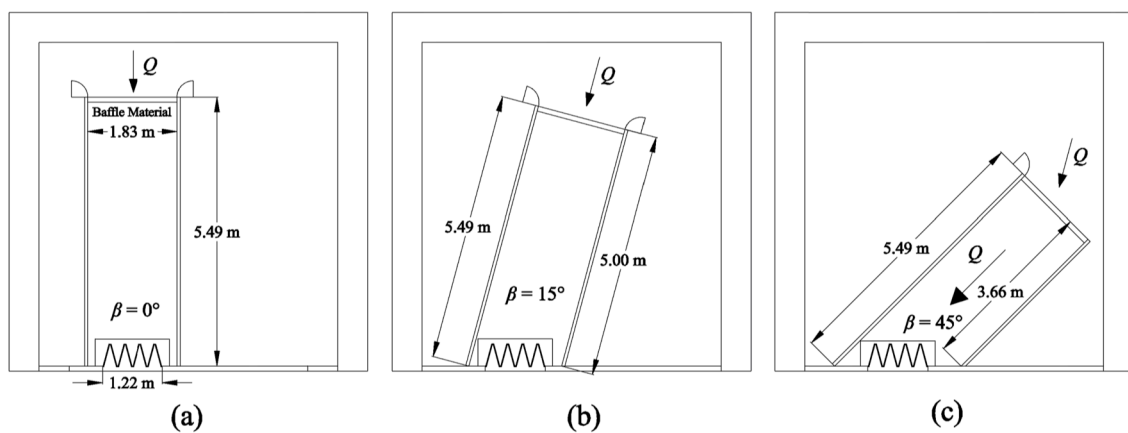 Q
Baffle Material
1.83 m
5.49 m
β = 0°
1.22 m
(a)
Q
5.49 m
5.00 m
β = 15°
(b)
Q
5.49 m
Q
3.66 m
β = 45°
(c)